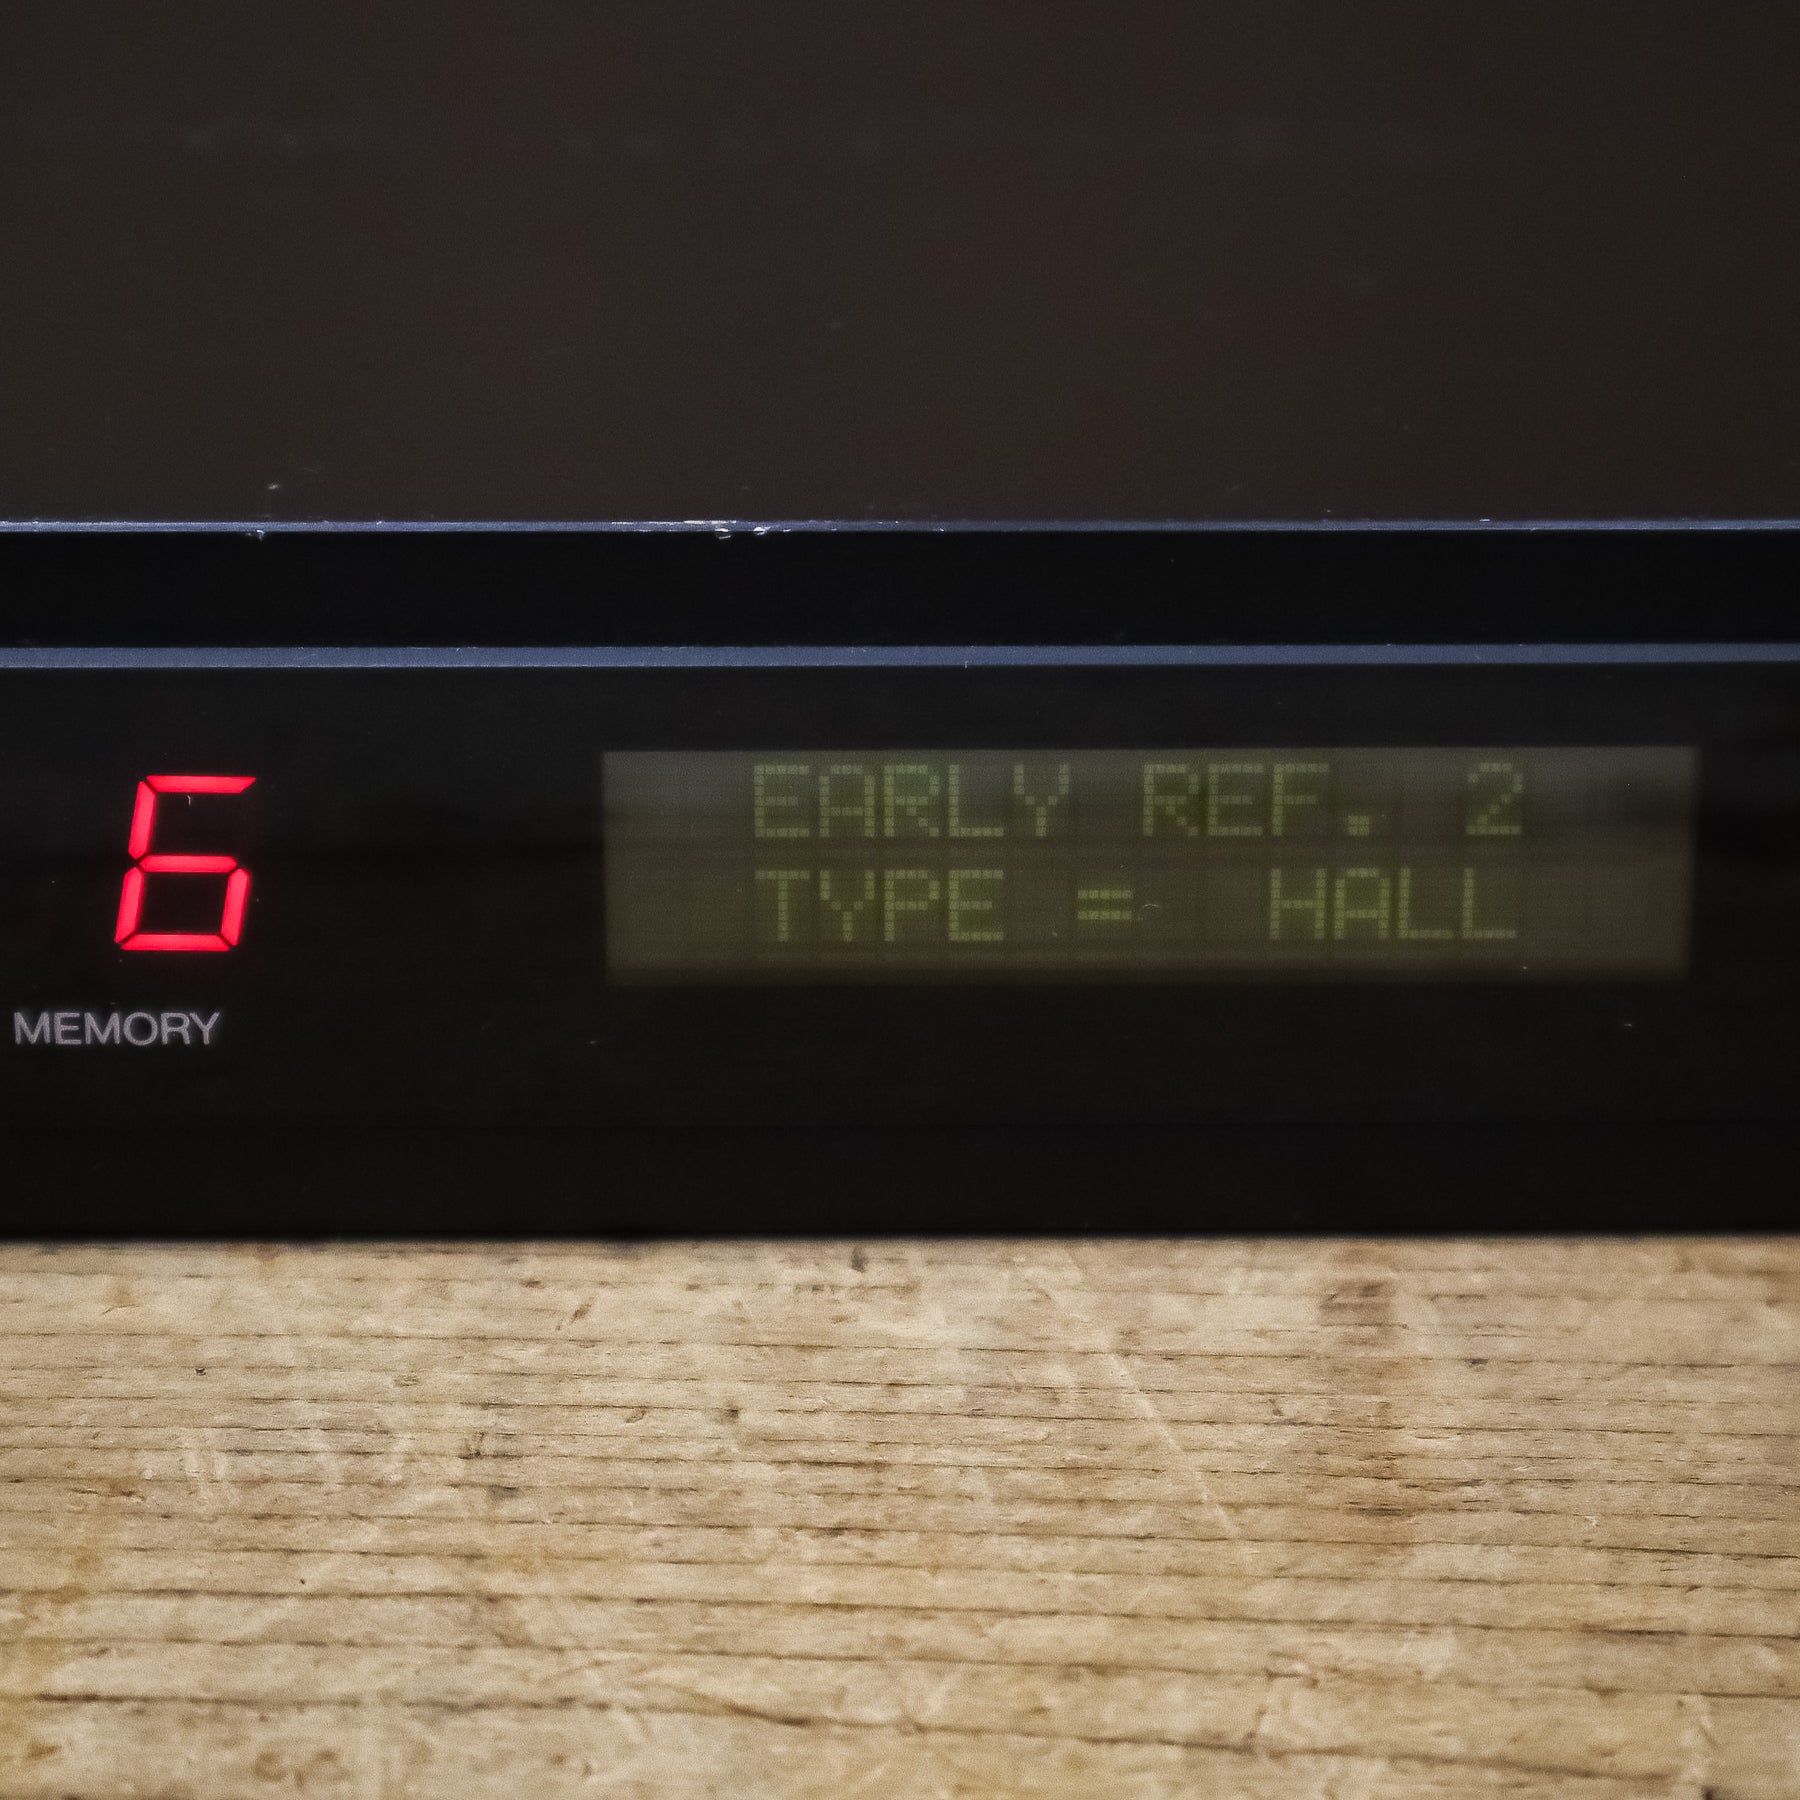 6
EARLY REF. 2
TYPE = HALL
MEMORY